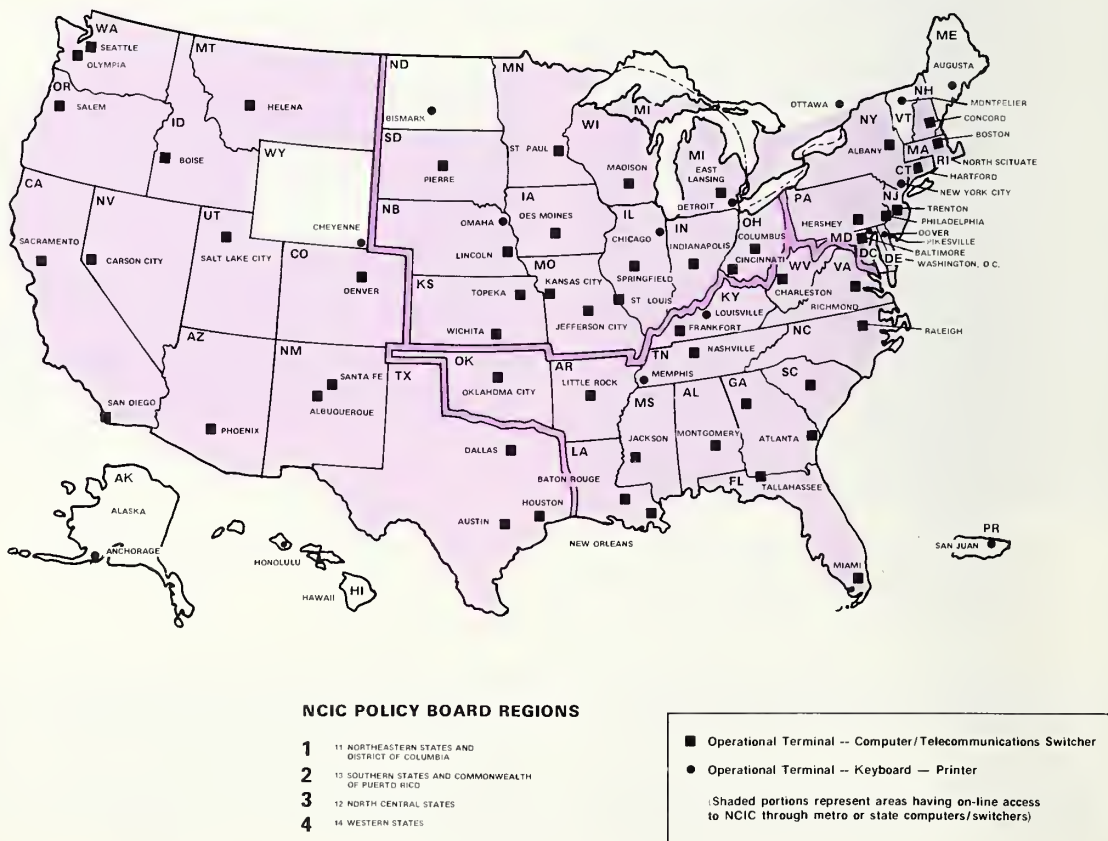 WA
SEATTLE
OLYMPIA
OR
SALEM
MT
HELENA
ID
BOISE
WY
CHEYENNE
CA
SACRAMENTO
SAN DIEGO
NV
CARSON CITY
UT
SALT LAKE CITY
CO
DENVER
AZ
PHOENIX
NM
SANTA FE
ALBUQUERQUE
ND
BISMARK
SD
PIERRE
NB
OMAHA
LINCOLN
KS
TOPEKA
WICHITA
OK
OKLAHOMA CITY
TX
DALLAS
AUSTIN
HOUSTON
MN
ST PAUL
IA
DES MOINES
MO
KANSAS CITY
JEFFERSON CITY
ST LOUIS
AR
LITTLE ROCK
LA
BATON ROUGE
NEW ORLEANS
WI
MADISON
MI
MI
EAST
LANSING
DETROIT
IL
CHICAGO
SPRINGFIELD
IN
INDIANAPOLIS
OH
COLUMBUS
CINCINNATI
KY
LOUISVILLE
FRANKFORT
TN
NASHVILLE
MEMPHIS
MS
JACKSON
AL
MONTGOMERY
GA
ATLANTA
FL
TALLAHASSEE
MIAMI
SC
NC
RALEIGH
WV
CHARLESTON
VA
RICHMOND
PA
HERSHEY
MD
DC
DE
NJ
NY
ALBANY
OTTAWA
ME
AUGUSTA
NH
VT
MA
RI
CT
MONTPELIER
CONCORD
BOSTON
NORTH SCITUATE
HARTFORD
NEW YORK CITY
TRENTON
PHILADELPHIA
DOVER
PIKESVILLE
BALTIMORE
WASHINGTON, D.C.
AK
ALASKA
ANCHORAGE
HONOLULU
HAWAII
HI
PR
SAN JUAN
NCIC POLICY BOARD REGIONS
1 11 NORTHEASTERN STATES AND
DISTRICT OF COLUMBIA
2 13 SOUTHERN STATES AND COMMONWEALTH
OF PUERTO RICO
3 12 NORTH CENTRAL STATES
4 14 WESTERN STATES
Operational Terminal -- Computer/Telecommunications Switcher
Operational Terminal -- Keyboard — Printer
(Shaded portions represent areas having on-line access
to NCIC through metro or state computers/switchers)